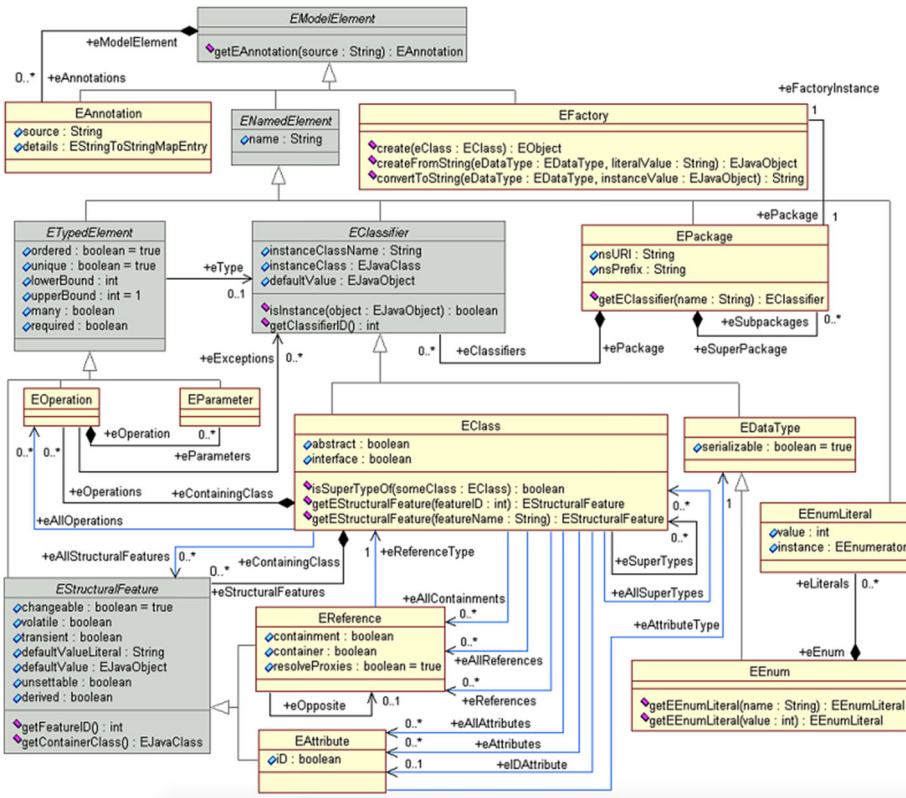 EModelElement
getEAnnotation(source : String) : EAnnotation
+eModelElement
0..*
+eAnnotations
EAnnotation
source : String
details : EStringToStringMapEntry
ENamedElement
name : String
EFactory
create(eClass : EClass) : EObject
createFromString(eDataType : EDataType, literalValue : String) : EJavaObject
convertToString(eDataType : EDataType, instanceValue : EJavaObject) : String
+eFactoryInstance
1
+ePackage
1
ETypedElement
ordered : boolean = true
unique : boolean = true
lowerBound : int
upperBound : int = 1
many : boolean
required : boolean
+eType
0..1
EClassifier
instanceClassName : String
instanceClass : EJavaClass
defaultValue : EJavaObject
isInstance(object : EJavaObject) : boolean
getClassifierID() : int
EPackage
nsURI : String
nsPrefix : String
getEClassifier(name : String) : EClassifier
+eSubpackages
0..*
+eSuperPackage
+eExceptions
0..*
0..*
+eClassifiers
+ePackage
EOperation
EParameter
+eOperation
0..*
+eParameters
0..*
0..*
+eOperations
+eContainingClass
+eAllOperations
EClass
abstract : boolean
interface : boolean
isSuperTypeOf(someClass : EClass) : boolean
getEStructuralFeature(featureID : int) : EStructuralFeature
getEStructuralFeature(featureName : String) : EStructuralFeature
EDataType
serializable : boolean = true
1
0..*
0..*
+eSuperTypes
+eAllSuperTypes
+eAttributeType
EEnumLiteral
value : int
instance : EEnumerator
+eLiterals
0..*
+eEnum
EEnum
getEEnumLiteral(name : String) : EEnumLiteral
getEEnumLiteral(value : int) : EEnumLiteral
+eAllStructuralFeatures
0..*
+eContainingClass
0..*
+eStructuralFeatures
1
+eReferenceType
EStructuralFeature
changeable : boolean = true
volatile : boolean
transient : boolean
defaultValueLiteral : String
defaultValue : EJavaObject
unsettable : boolean
derived : boolean
getFeatureID() : int
getContainerClass() : EJavaClass
EReference
containment : boolean
container : boolean
resolveProxies : boolean = true
+eAllContainments
0..*
0..*
+eAllReferences
0..*
+eReferences
+eOpposite
0..1
EAttribute
iD : boolean
+eAllAttributes
0..*
+eAttributes
0..*
+eIDAttribute
0..1